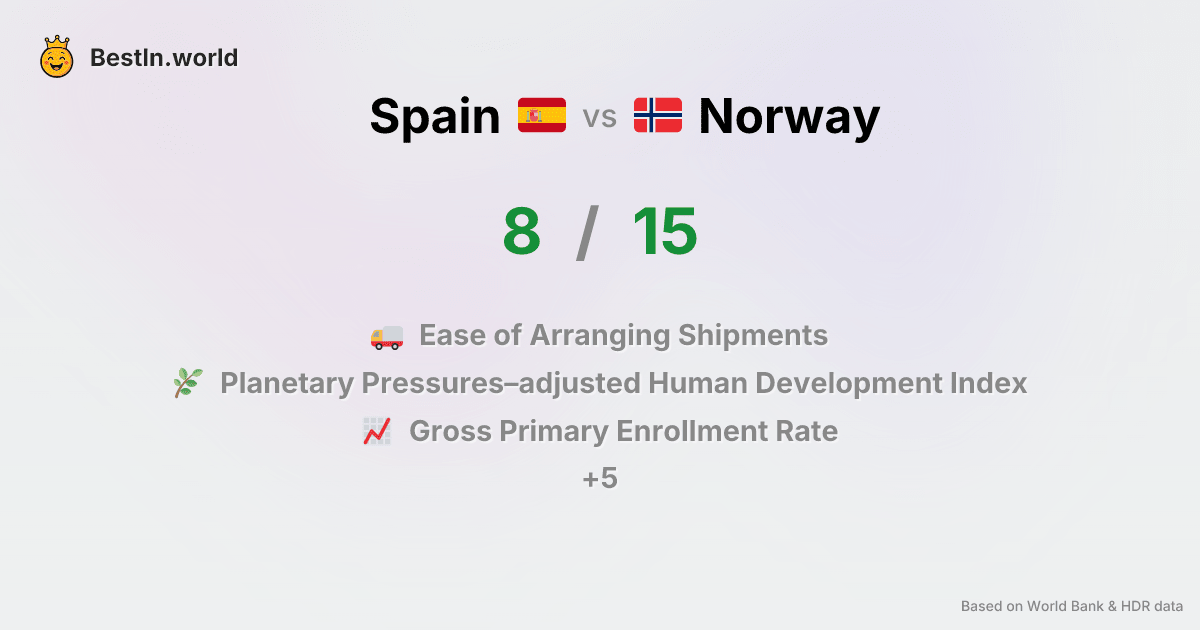 BestIn.world
Spain vs Norway
8 / 15
Ease of Arranging Shipments
Planetary Pressures–adjusted Human Development Index
Gross Primary Enrollment Rate
+5
Based on World Bank & HDR data